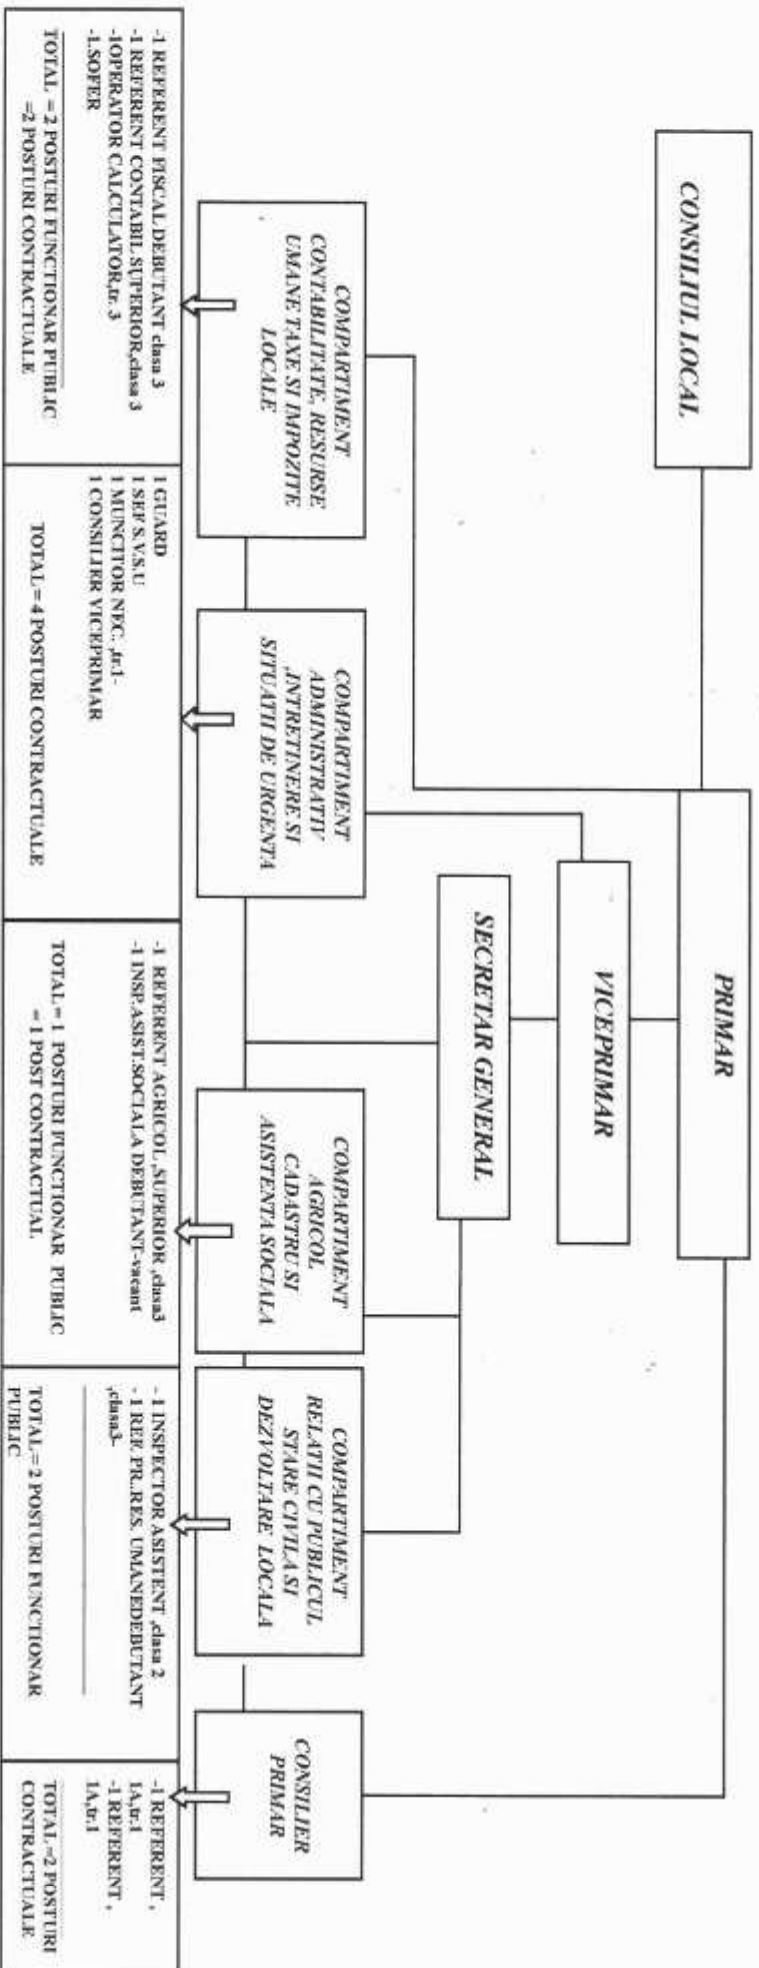 CONSILIUL LOCAL
PRIMAR
VICEPRIMAR
SECRETAR GENERAL
COMPARTIMENT
CONTABILITATE, RESURSE
UMANE TAXE SI IMPOZITE
LOCALE
COMPARTIMENT
ADMINISTRATIV
,INTRETINERE SI
SITUATII DE URGENTA
COMPARTIMENT
AGRICOL
CADASTRU SI
ASISTENTA SOCIALA
COMPARTIMENT
RELATII CU PUBLICUL
STARE CIVILA SI
DEZVOLTARE LOCALA
CONSILIER
PRIMAR
-1 REFERENT FISCAL DEBUTANT clasa 3
-1 REFERENT CONTABIL SUPERIOR,clasa 3
-1OPERATOR CALCULATOR,tr. 3
-1.SOFER
TOTAL = 2 POSTURI FUNCTIONAR PUBLIC
=2 POSTURI CONTRACTUALE
1 GUARD
1 SEF S.V.S.U
1 MUNCITOR NEC. ,tr.1-
1 CONSILIER VICEPRIMAR
TOTAL = 4 POSTURI CONTRACTUALE
-1 REFERENT AGRICOL ,SUPERIOR ,clasa3
-1 INSP.ASIST.SOCIALA DEBUTANT-vacant
TOTAL = 1 POSTURI FUNCTIONAR PUBLIC
= 1 POST CONTRACTUAL
- 1 INSPECTOR ASISTENT ,clasa 2
- 1 REF. PR..RES. UMANEDEBUTANT
,clasa3-
TOTAL = 2 POSTURI FUNCTIONAR
PUBLIC
-1 REFERENT ,
IA,tr.1
-1 REFERENT ,
IA,tr.1
TOTAL =2 POSTURI
CONTRACTUALE